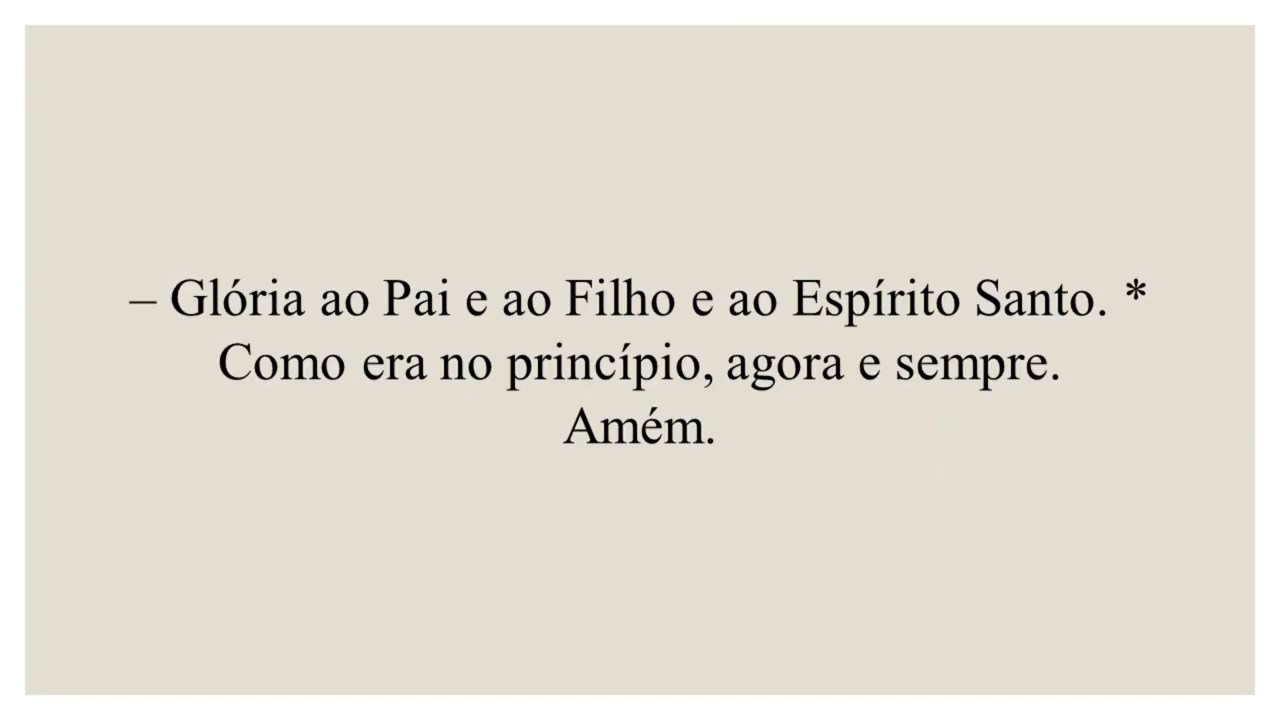 – Glória ao Pai e ao Filho e ao Espírito Santo. *
Como era no princípio, agora e sempre.
Amém.